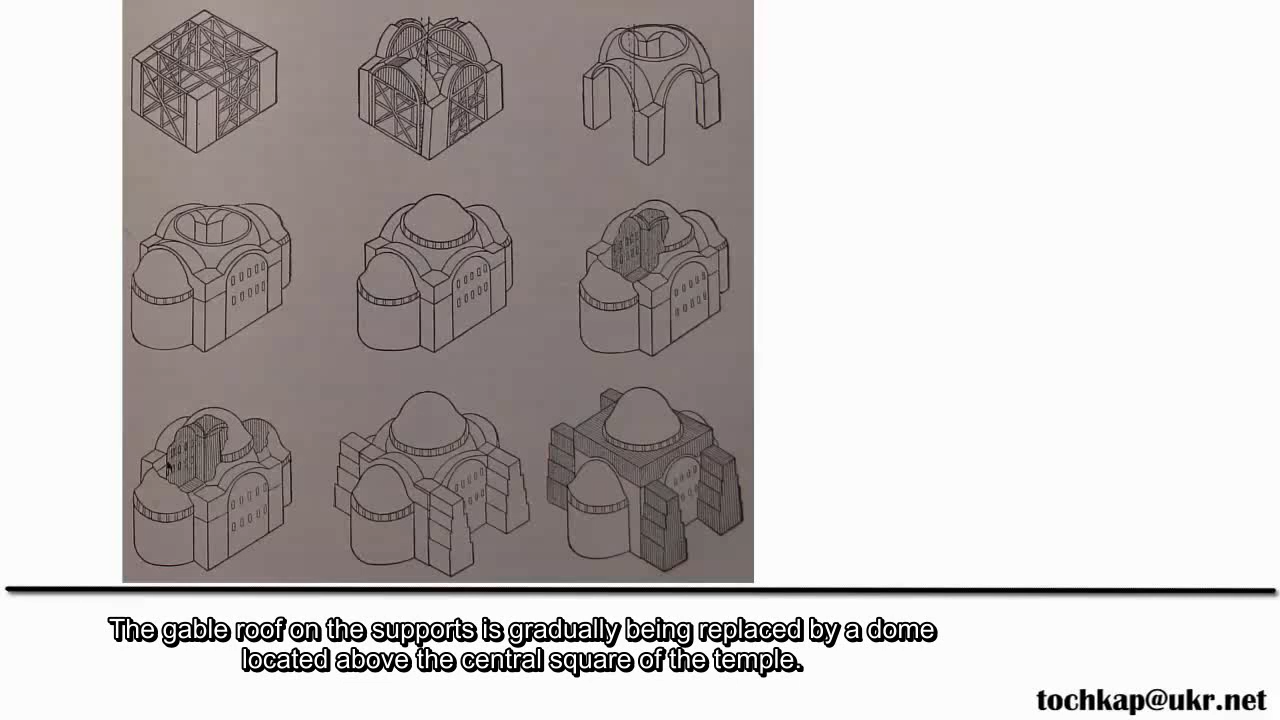 The gable roof on the supports is gradually being replaced by a dome
located above the central square of the temple.
tochkap@ukr.net